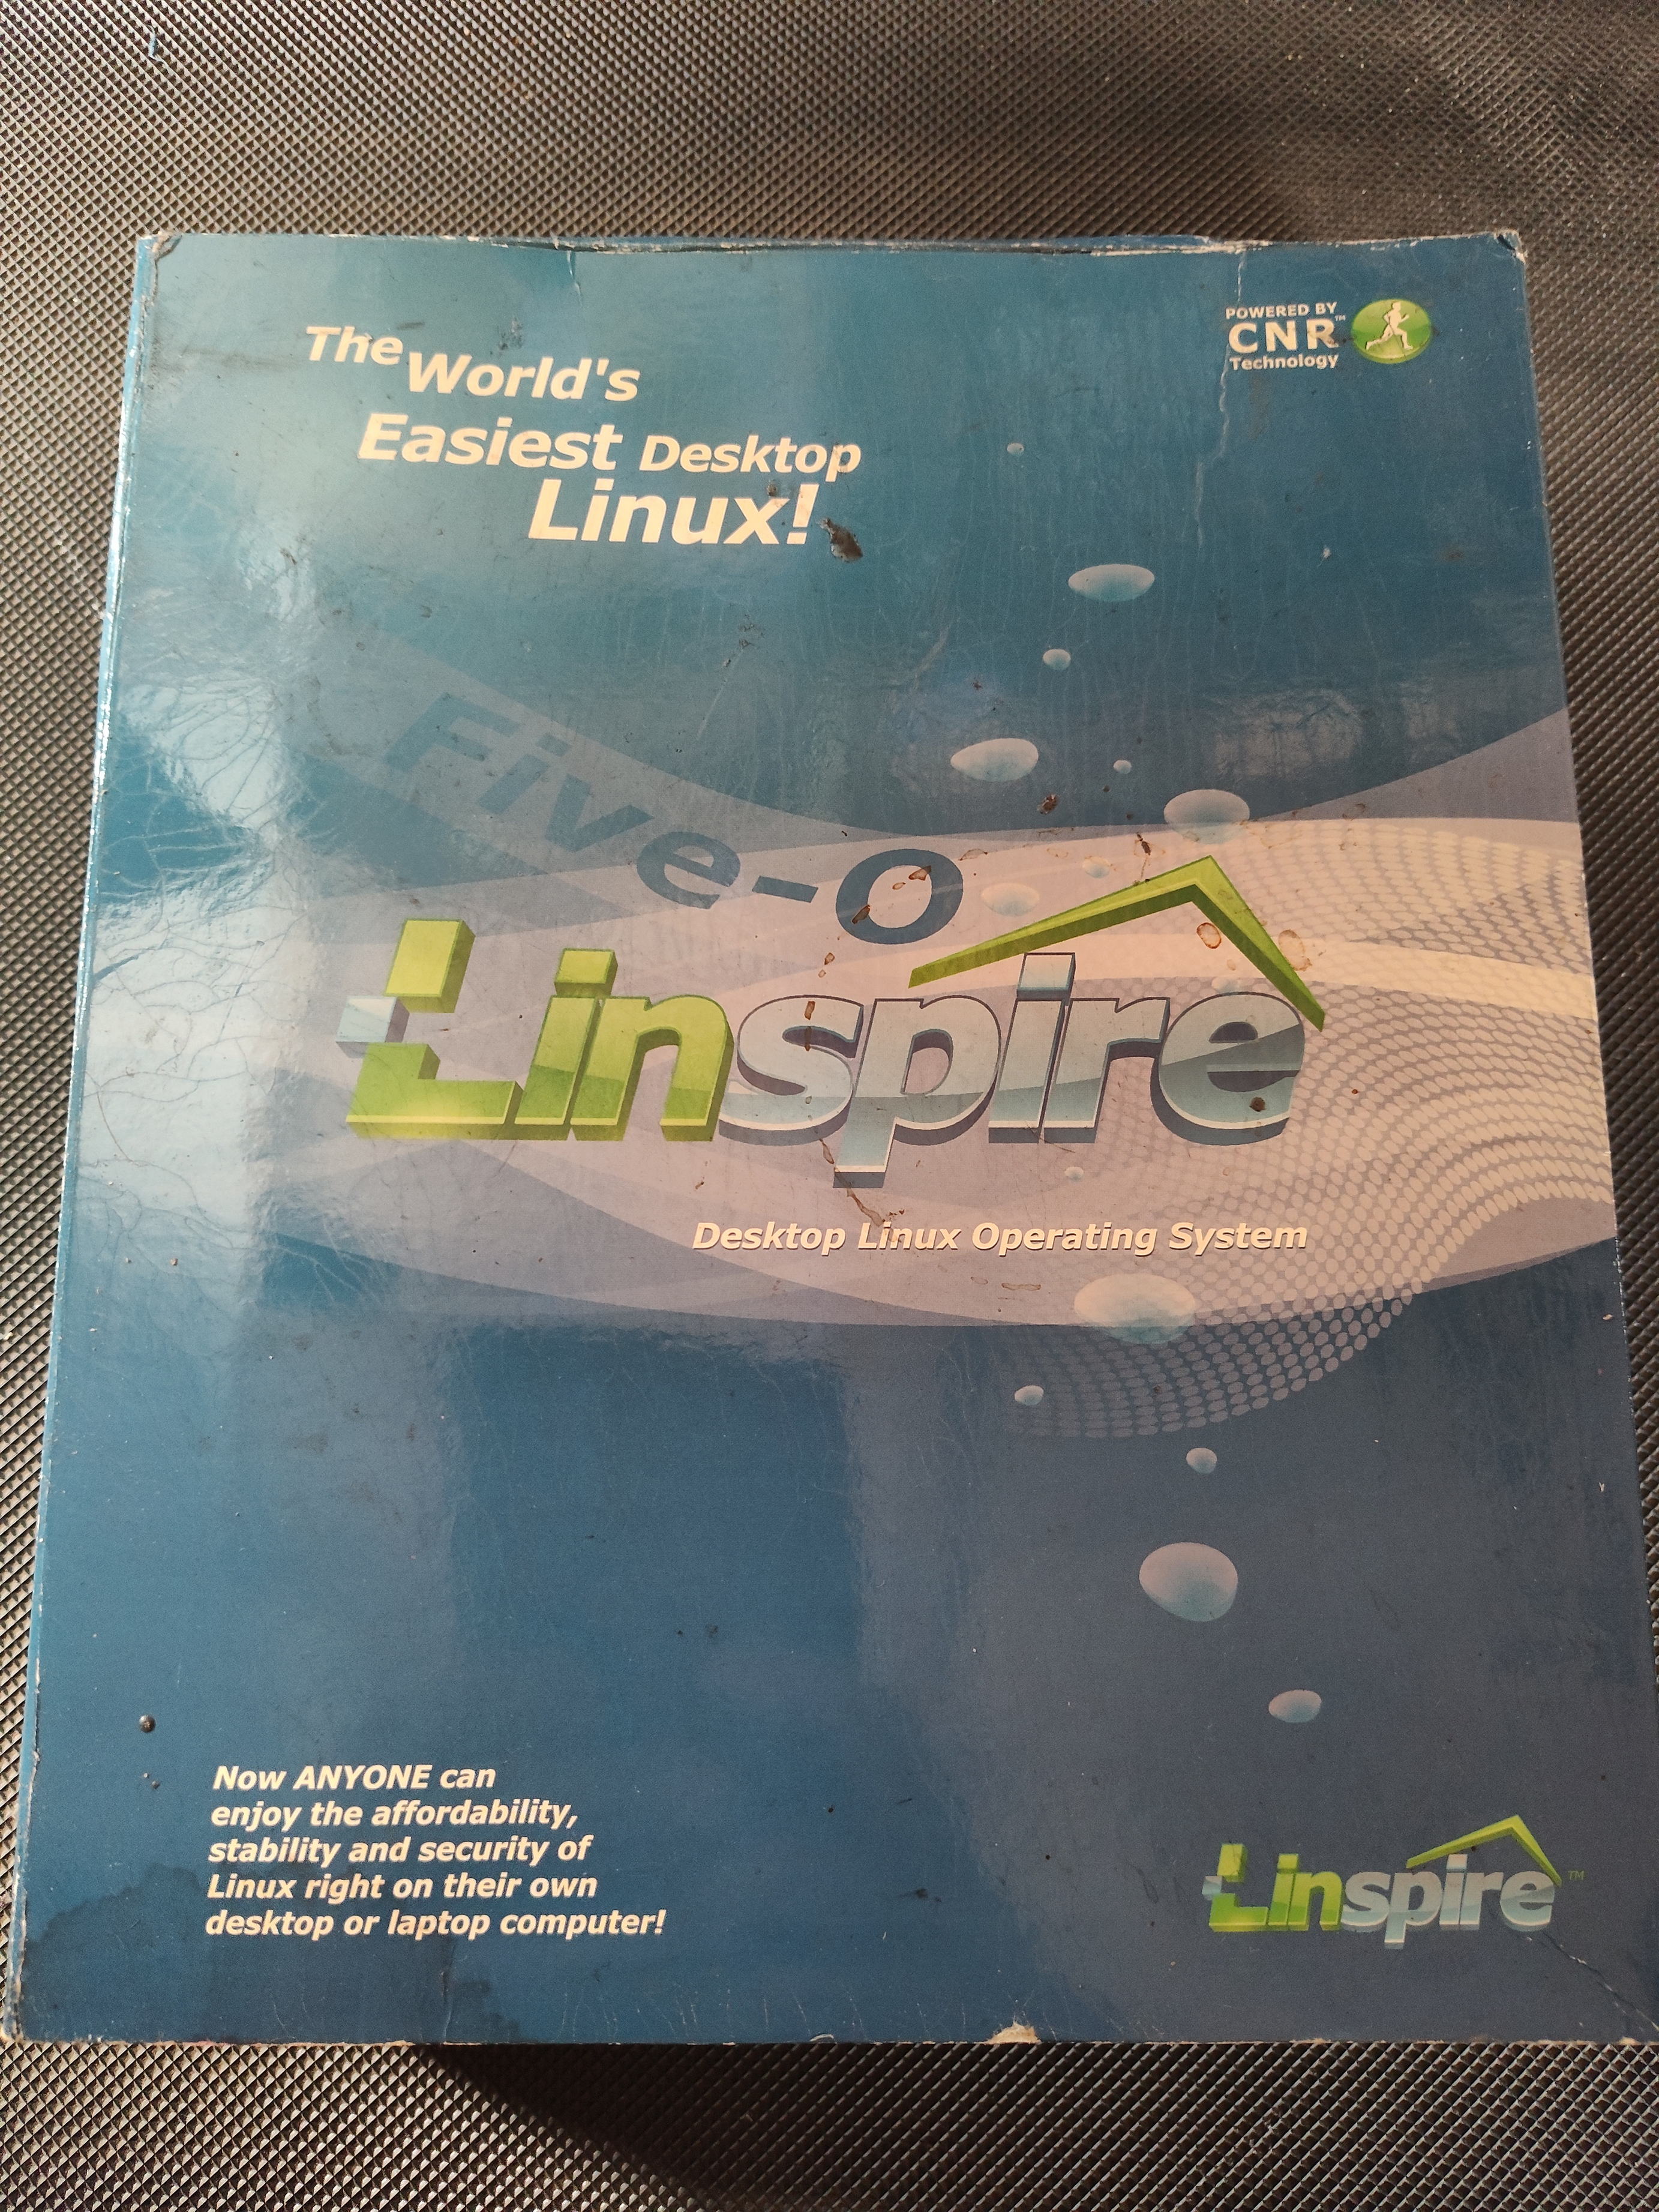 The World's
Easiest Desktop
Linux!
POWERED BY
CNR™
Technology
Five-O
Linspire
Desktop Linux Operating System
Now ANYONE can
enjoy the affordability,
stability and security of
Linux right on their own
desktop or laptop computer!
Linspire™